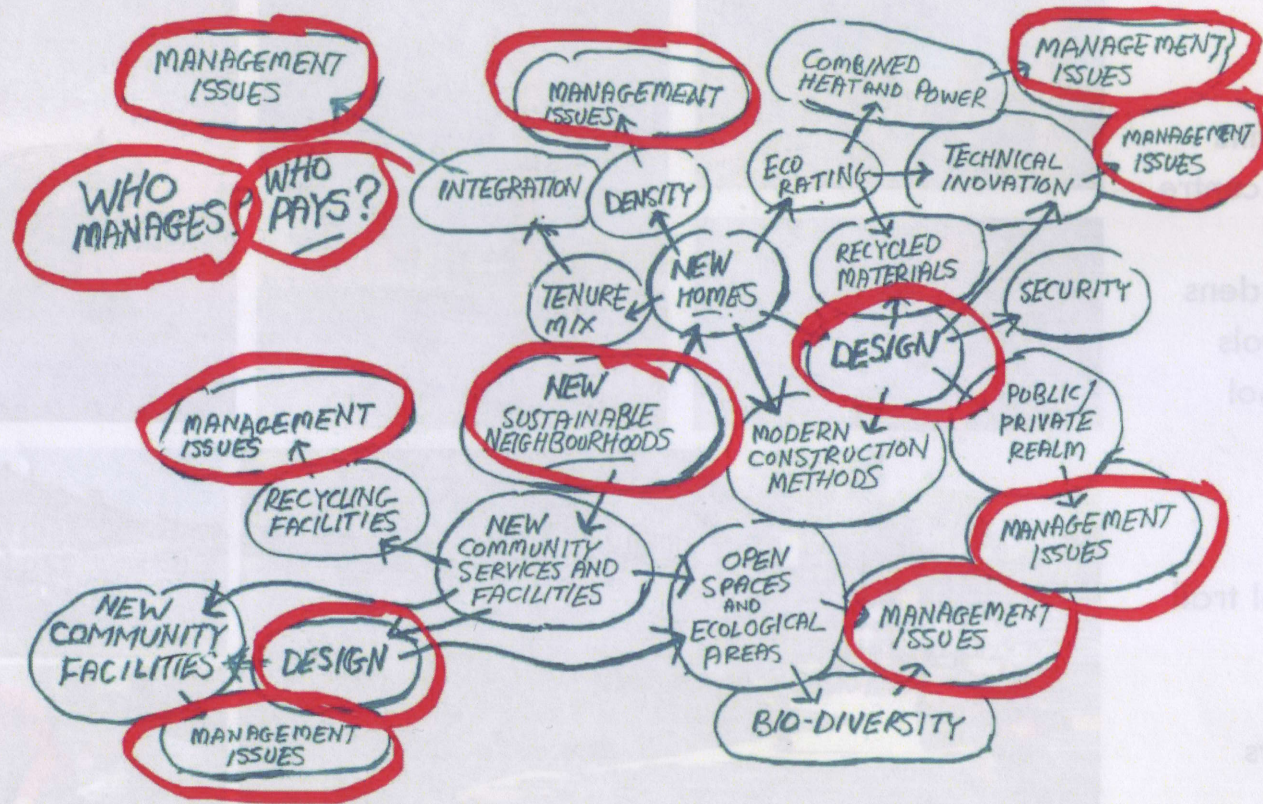 MANAGEMENT
ISSUES
MANAGEMENT
ISSUES
COMBINED
HEAT AND POWER
MANAGEMENT
ISSUES
MANAGEMENT
ISSUES
WHO
MANAGES?
WHO
PAYS?
INTEGRATION
DENSITY
ECO
RATING
TECHNICAL
INOVATION
TENURE
MIX
NEW
HOMES
RECYCLED
MATERIALS
SECURITY
DESIGN
MANAGEMENT
ISSUES
NEW
SUSTAINABLE
NEIGHBOURHOODS
MODERN
CONSTRUCTION
METHODS
PUBLIC/
PRIVATE
REALM
RECYCLING
FACILITIES
NEW
COMMUNITY
SERVICES AND
FACILITIES
OPEN
SPACES
AND
ECOLOGICAL
AREAS
MANAGEMENT
ISSUES
MANAGEMENT
ISSUES
NEW
COMMUNITY
FACILITIES
DESIGN
MANAGEMENT
ISSUES
BIO-DIVERSITY